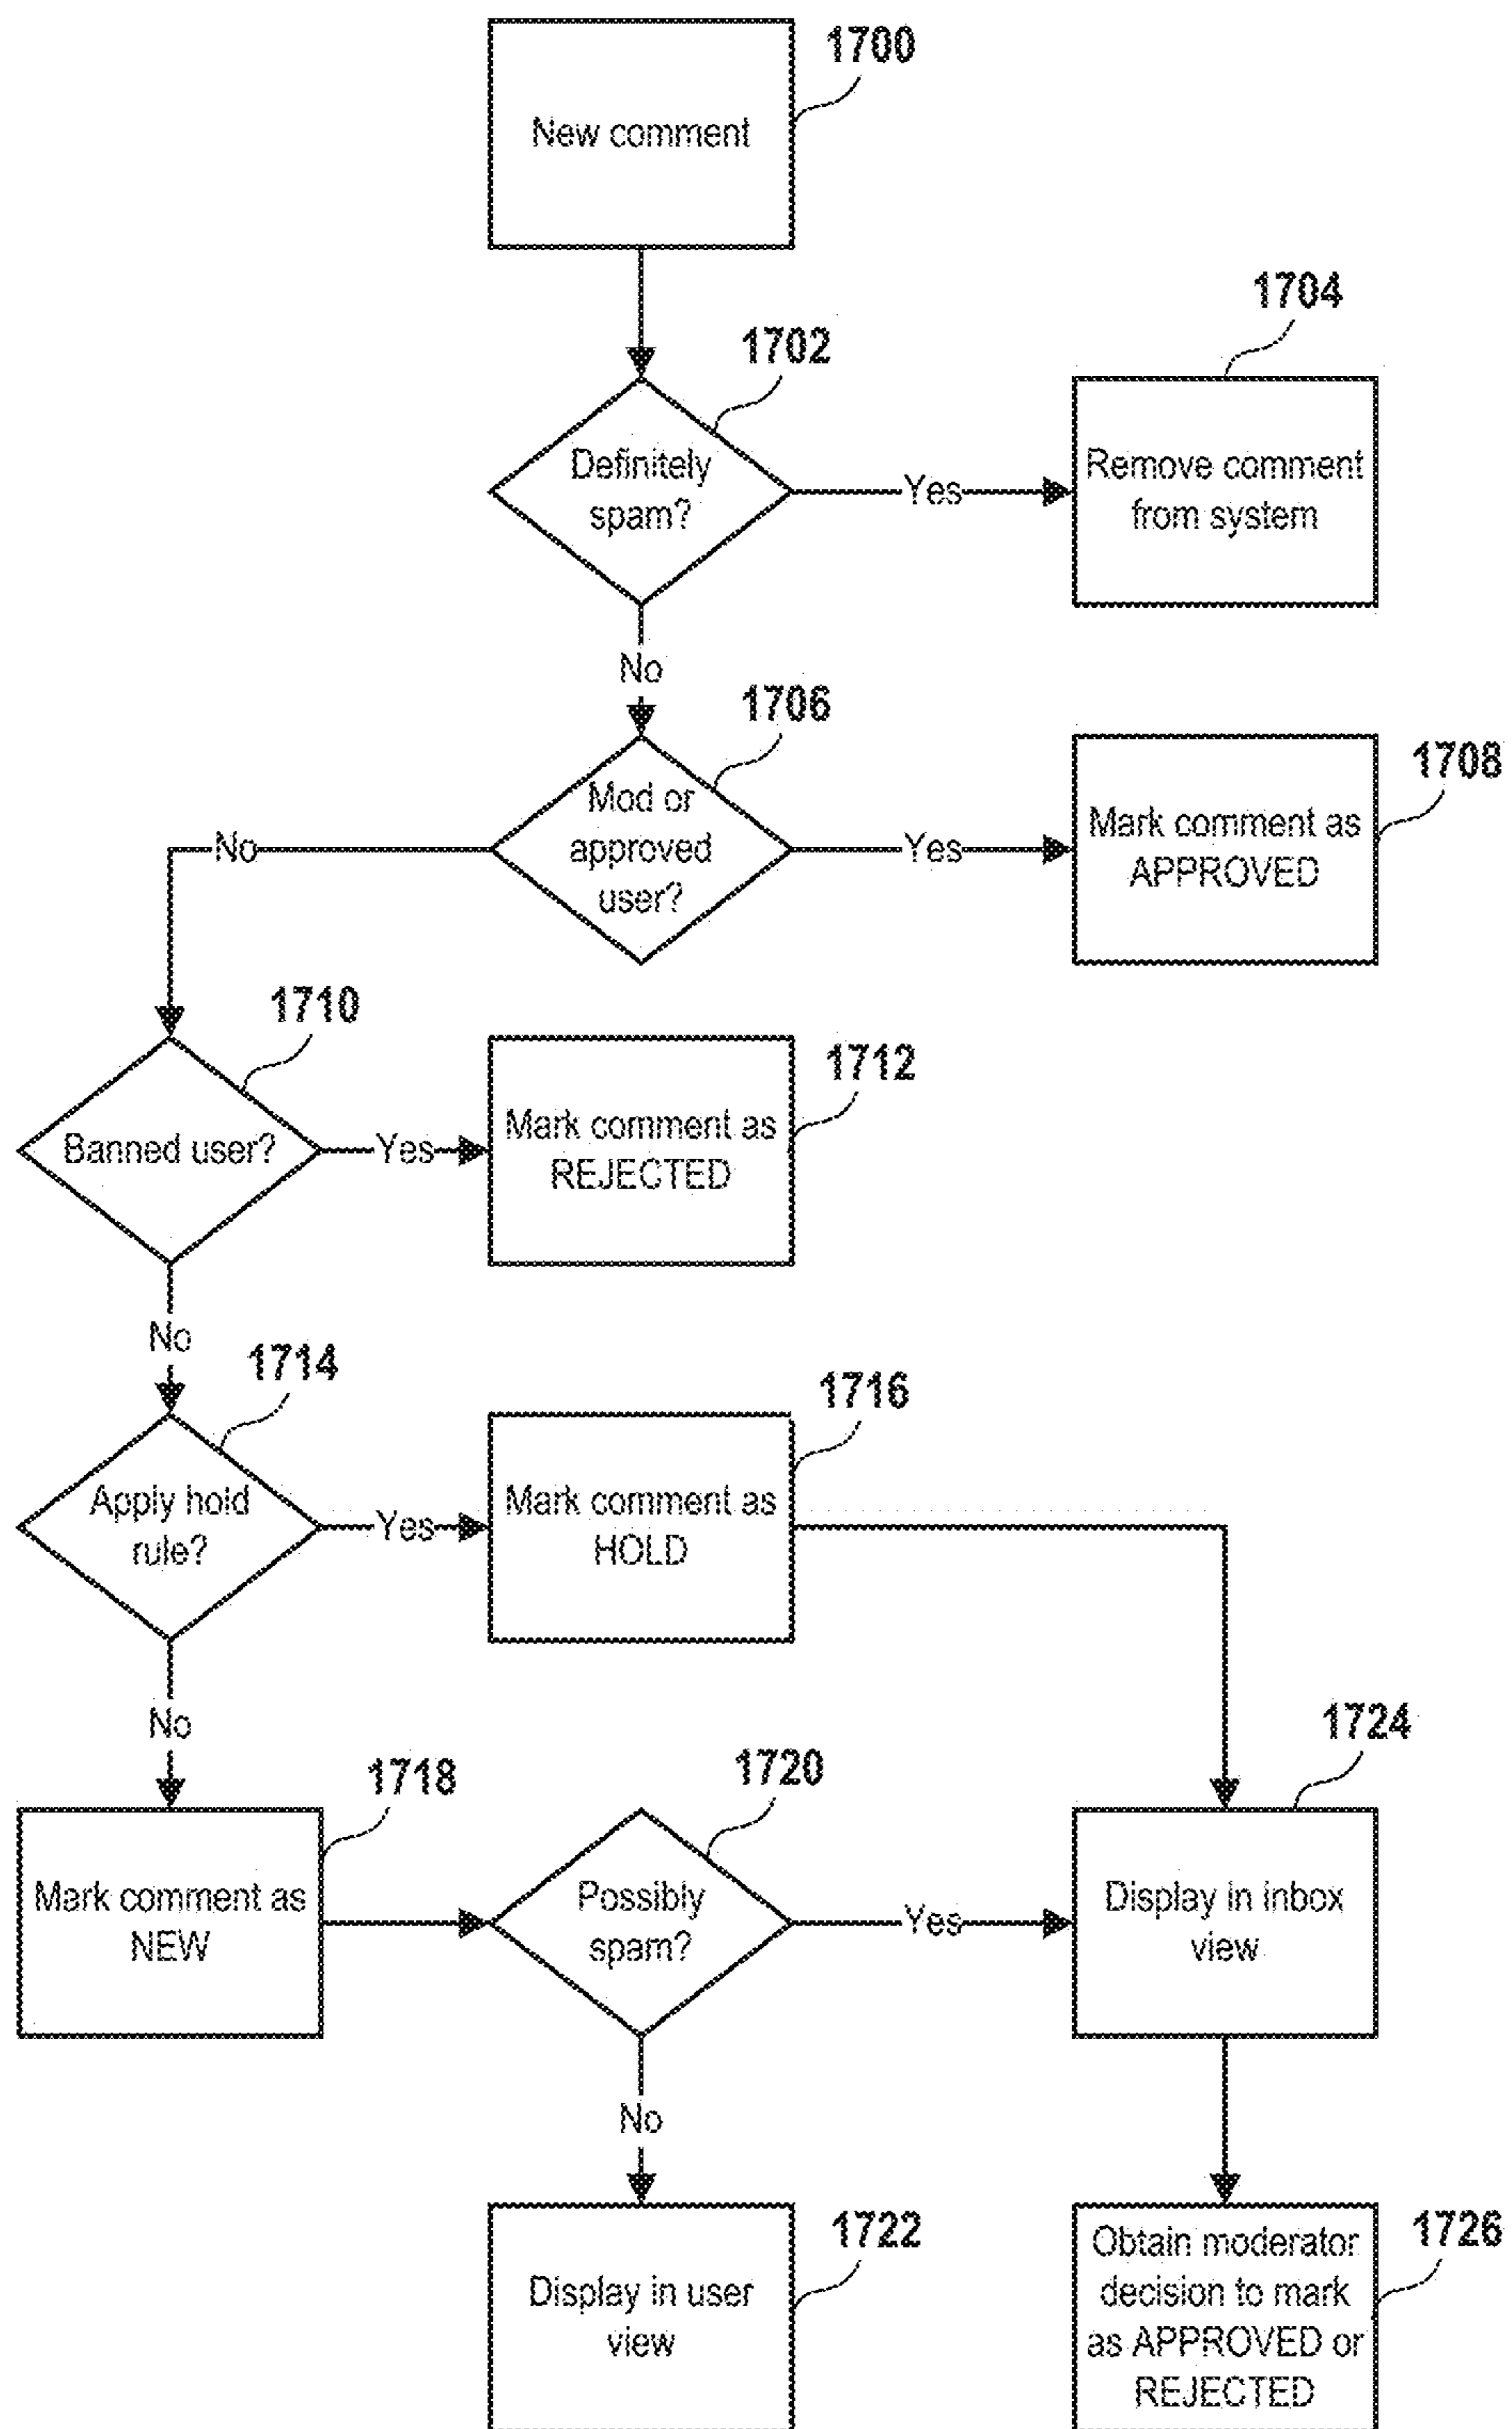 1700
New comment
1704
1702
Definitely
spam?
Yes
Remove comment
from system
No
1706
1708
Mod or
approved
user?
No
Yes
Mark comment as
APPROVED
1710
1712
Banned user?
Yes
Mark comment as
REJECTED
No
1714
1716
Apply hold
rule?
Yes
Mark comment as
HOLD
No
1724
1718
1720
Mark comment as
NEW
Possibly
spam?
Yes
Display in inbox
view
No
1722
1726
Display in user
view
Obtain moderator
decision to mark
as APPROVED or
REJECTED